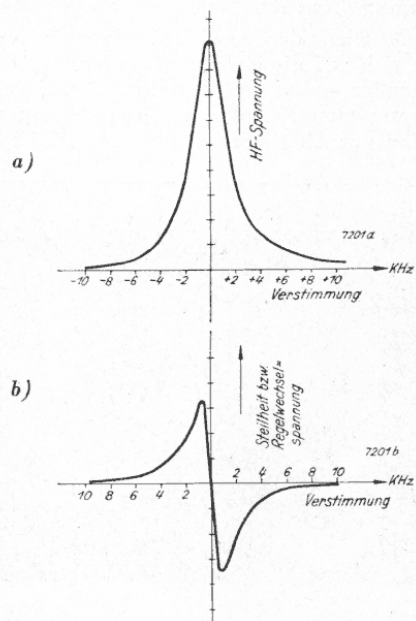 a)
HF-Spannung
7201a
-10 -8 -6 -4 -2 +2 +4 +6 +8 +10 KHz
Verstimmung
b)
Steilheit bzw.
Regelwechsel=
spannung
7201b
10 8 6 4 2 2 4 6 8 10 KHz
Verstimmung